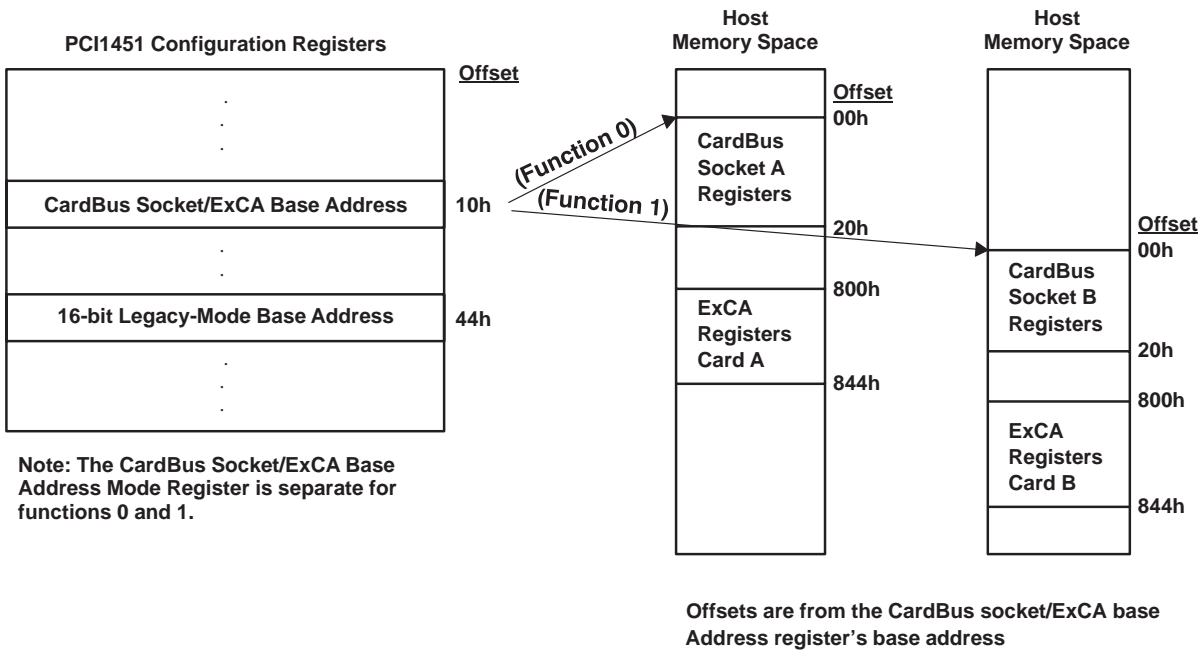 PCI1451 Configuration Registers
Offset
.
.
.
CardBus Socket/ExCA Base Address
10h
.
.
16-bit Legacy-Mode Base Address
44h
.
.
.
Note: The CardBus Socket/ExCA Base
Address Mode Register is separate for
functions 0 and 1.
(Function 0)
(Function 1)
Host
Memory Space
Offset
00h
CardBus
Socket A
Registers
20h
800h
ExCA
Registers
Card A
844h
Host
Memory Space
Offset
00h
CardBus
Socket B
Registers
20h
800h
ExCA
Registers
Card B
844h
Offsets are from the CardBus socket/ExCA base
Address register’s base address